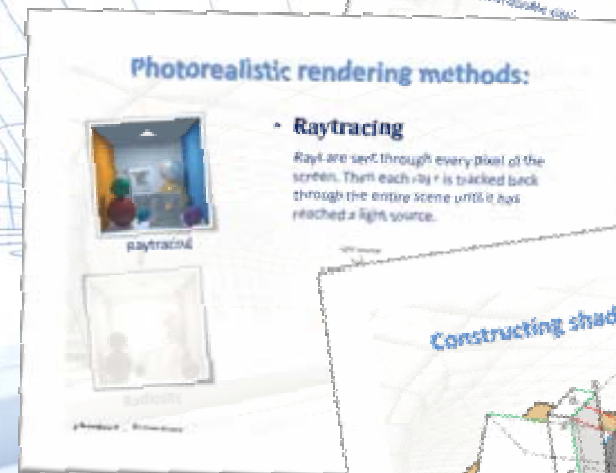 Photorealistic rendering methods:
• Raytracing
Rays are sent through every pixel of the
screen. Then each ray is tracked back
through the entire scene until it has
reached a light source.
Raytracing
Radiosity
Constructing shad